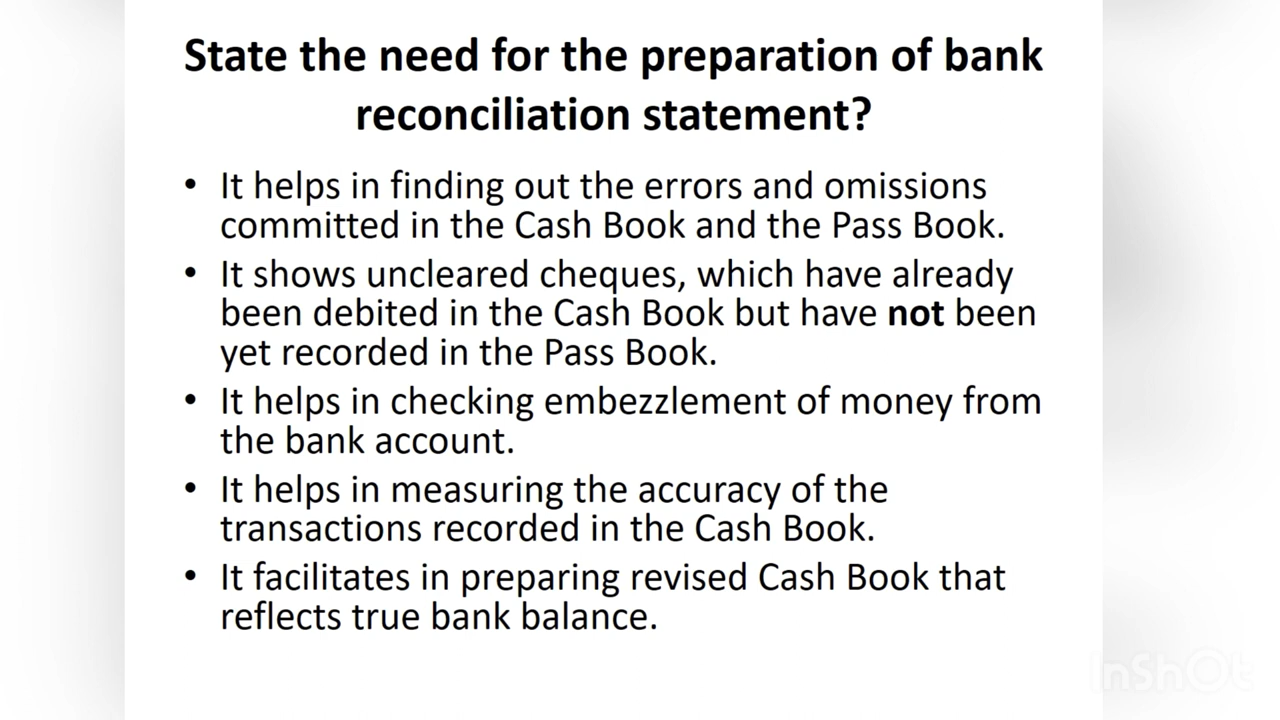 State the need for the preparation of bank
reconciliation statement?
• It helps in finding out the errors and omissions
committed in the Cash Book and the Pass Book.
• It shows uncleared cheques, which have already
been debited in the Cash Book but have not been
yet recorded in the Pass Book.
• It helps in checking embezzlement of money from
the bank account.
• It helps in measuring the accuracy of the
transactions recorded in the Cash Book.
• It facilitates in preparing revised Cash Book that
reflects true bank balance.
InShOt